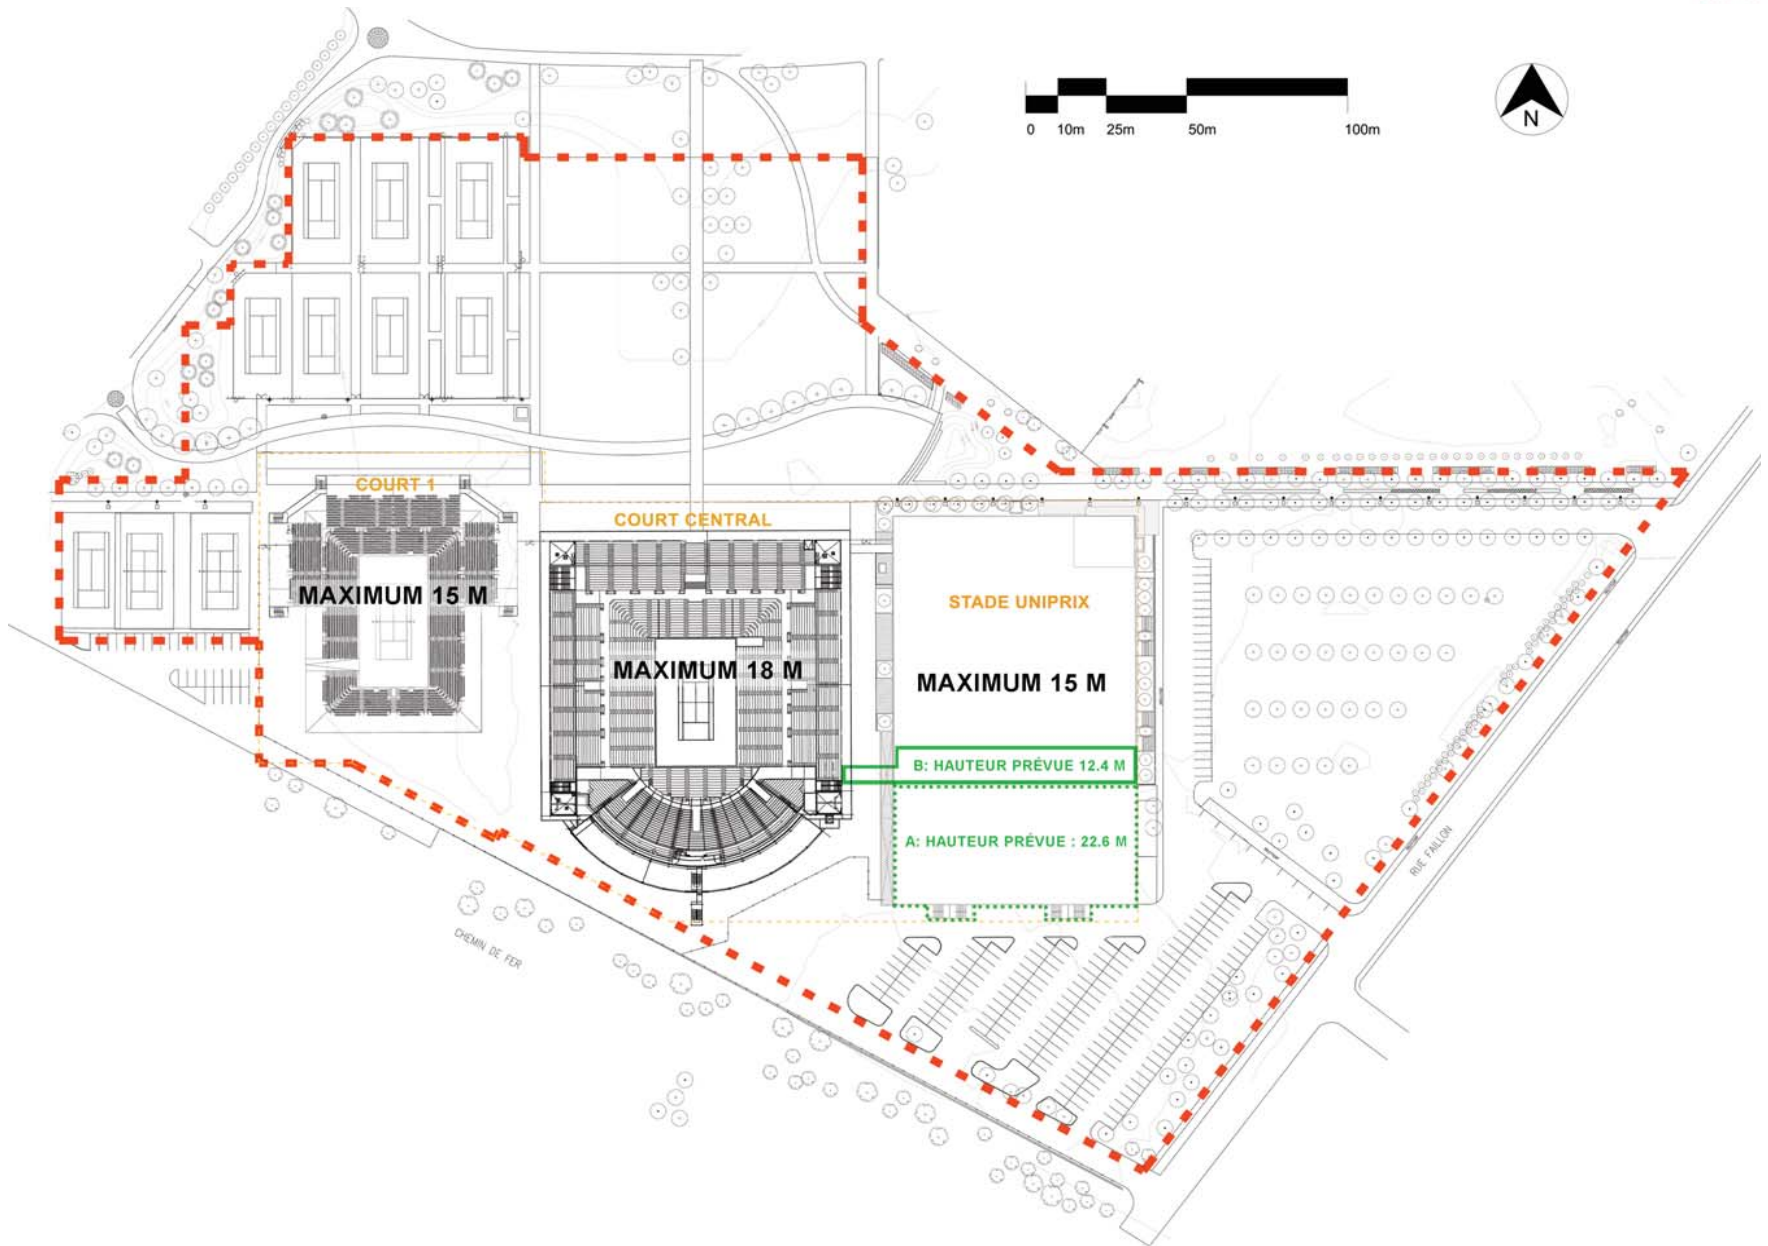 0 10m 25m 50m 100m
N
COURT 1
COURT CENTRAL
MAXIMUM 15 M
STADE UNIPRIX
MAXIMUM 18 M
MAXIMUM 15 M
B: HAUTEUR PRÉVUE 12.4 M
A: HAUTEUR PRÉVUE : 22.6 M
RUE FAILLON
CHEMIN DE FER